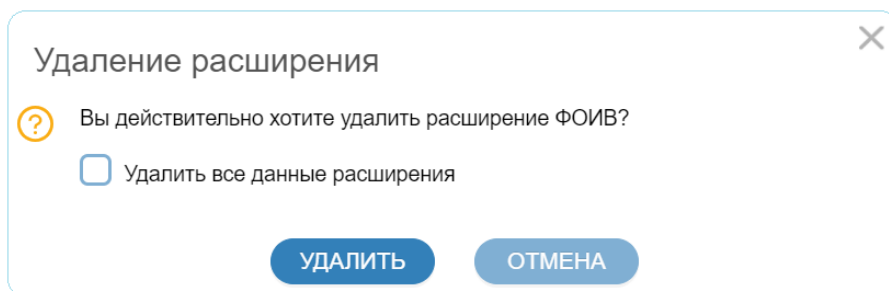 Удаление расширения
Вы действительно хотите удалить расширение ФОИВ?
Удалить все данные расширения
УДАЛИТЬ ОТМЕНА